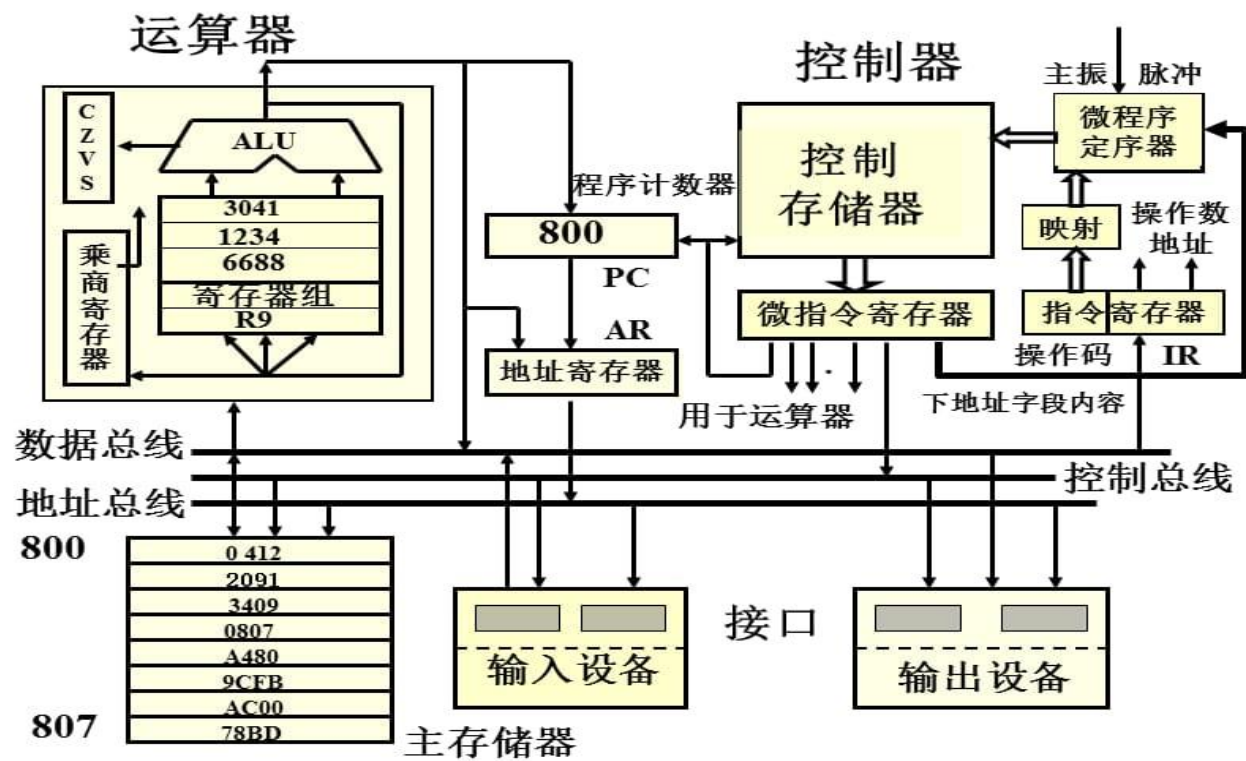 运算器
控制器
主振 脉冲
C
Z
V
S
ALU
微程序
定序器
控制
存储器
程序计数器
3041
1234
6688
寄存器组
R9
乘商寄存器
800
PC
映射
操作数
地址
AR
微指令寄存器
指令寄存器
操作码 IR
地址寄存器
用于运算器
下地址字段内容
数据总线
控制总线
地址总线
800
0 412
2091
3409
0807
A480
9CFB
AC00
78BD
807
主存储器
接口
输入设备
输出设备